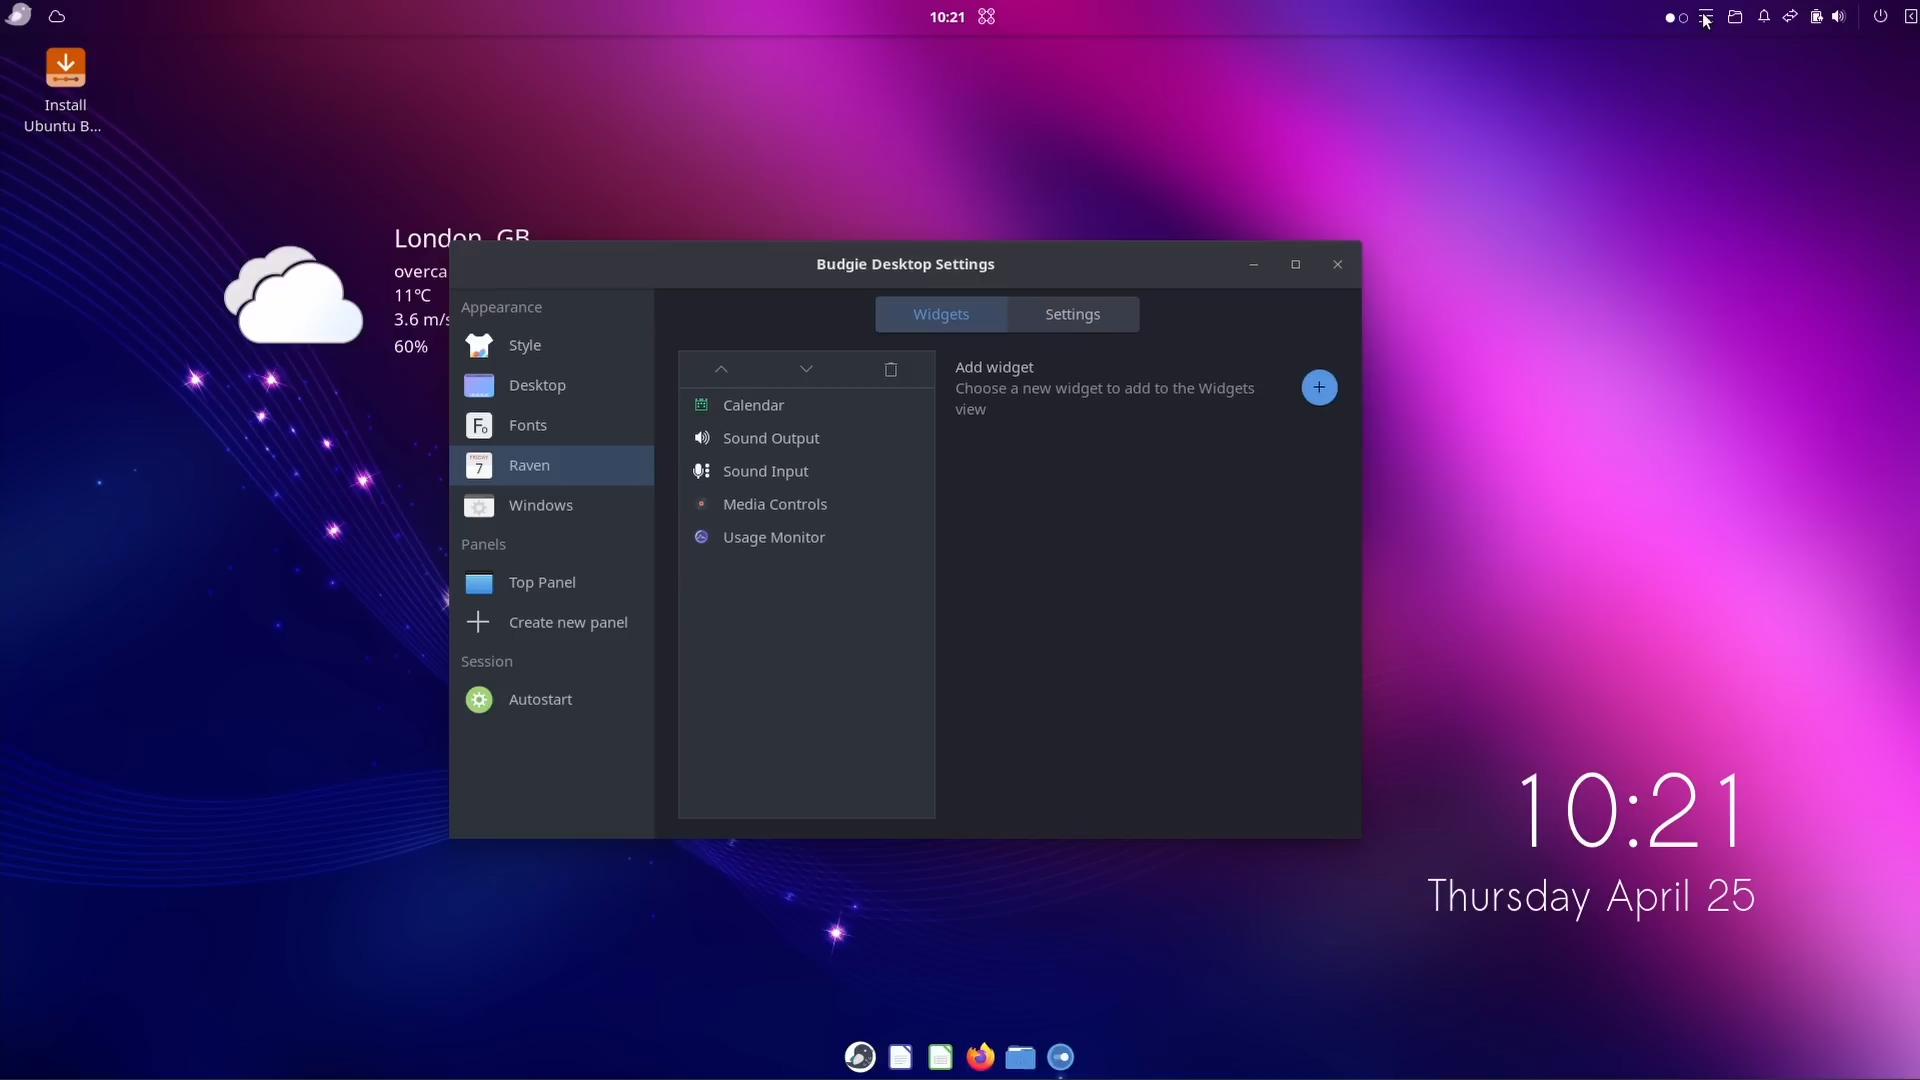 10:21
Install
Ubuntu B...
London, GB
overca
11°C
3.6 m/s
60%
Budgie Desktop Settings
Appearance
Style
Desktop
Fonts
Raven
Windows
Panels
Top Panel
Create new panel
Session
Autostart
Widgets
Settings
Calendar
Sound Output
Sound Input
Media Controls
Usage Monitor
Add widget
Choose a new widget to add to the Widgets
view
10:21
Thursday April 25